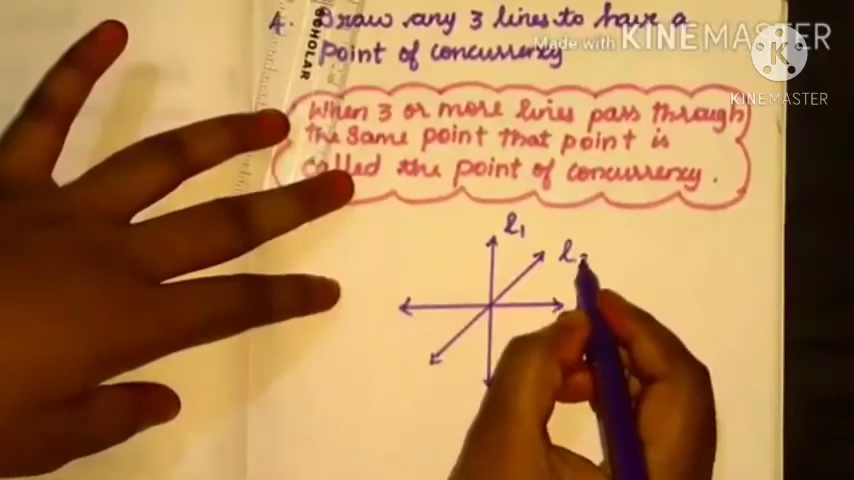 4. Draw any 3 lines to have a
Point of concurrency
Made with KINEMASTER
K
KINEMASTER
SCHOLAR
When 3 or more lines pass through
the same point that point is
called the point of concurrency.
l1
l